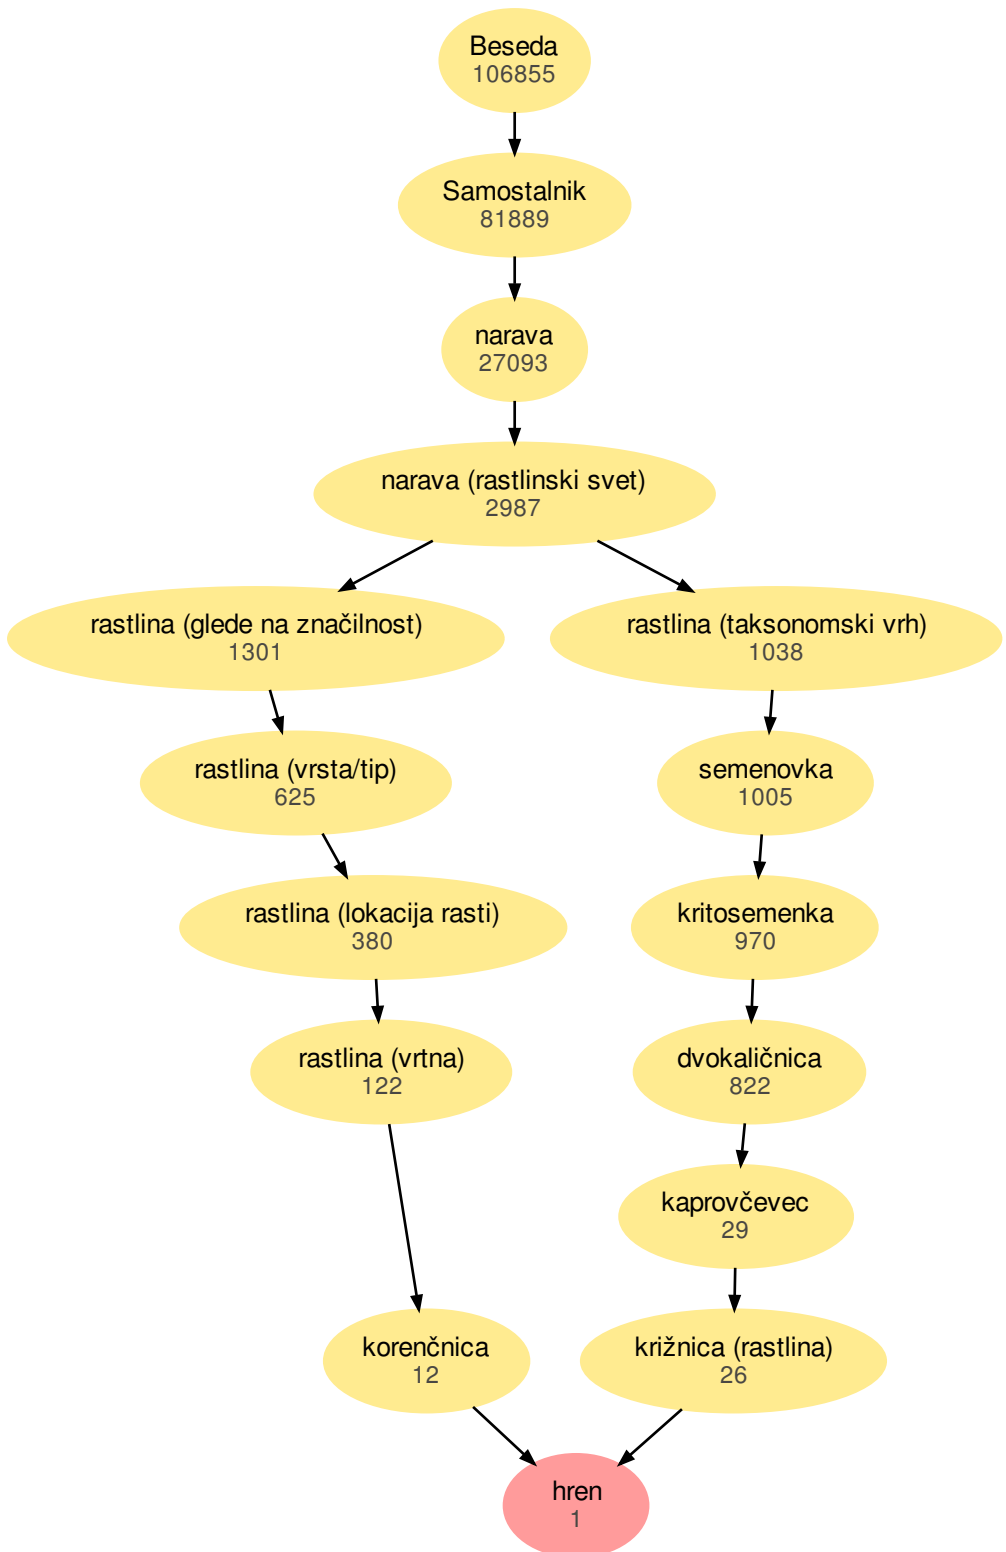 Beseda
106855
Samostalnik
81889
narava
27093
narava (rastlinski svet)
2987
rastlina (glede na značilnost)
1301
rastlina (taksonomski vrh)
1038
rastlina (vrsta/tip)
625
semenovka
1005
rastlina (lokacija rasti)
380
kritosemenka
970
rastlina (vrtna)
122
dvokaličnica
822
kaprovčevec
29
korenčnica
12
križnica (rastlina)
26
hren
1